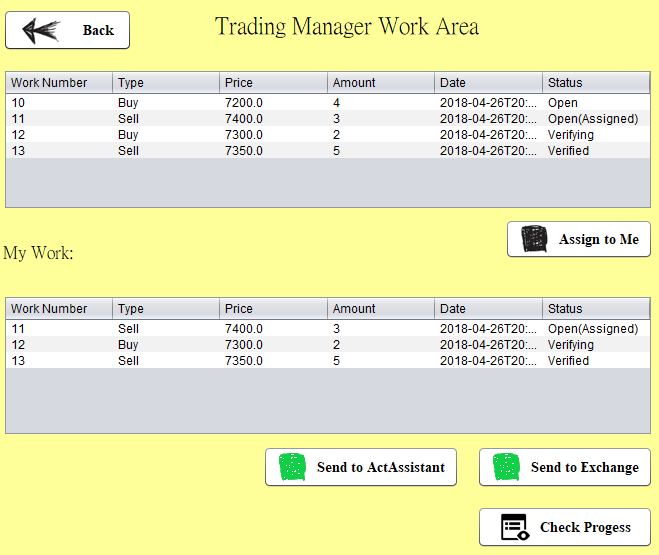 Back
Trading Manager Work Area
Work Number Type Price Amount Date Status
10 Buy 7200.0 4 2018-04-26T20:... Open
11 Sell 7400.0 3 2018-04-26T20:... Open(Assigned)
12 Buy 7300.0 2 2018-04-26T20:... Verifying
13 Sell 7350.0 5 2018-04-26T20:... Verified
Assign to Me
My Work:
Work Number Type Price Amount Date Status
11 Sell 7400.0 3 2018-04-26T20:... Open(Assigned)
12 Buy 7300.0 2 2018-04-26T20:... Verifying
13 Sell 7350.0 5 2018-04-26T20:... Verified
Send to ActAssistant Send to Exchange
Check Progess